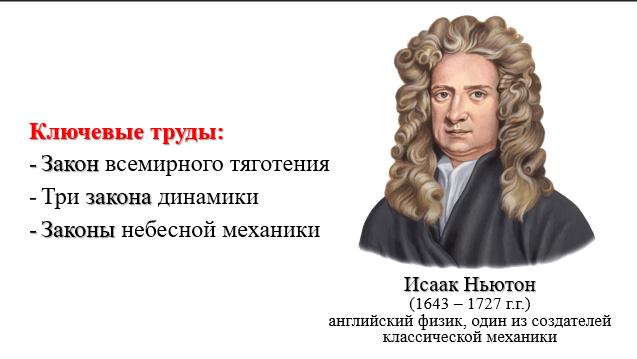 Ключевые труды:
- Закон всемирного тяготения
- Три закона динамики
- Законы небесной механики
Исаак Ньютон
(1643 – 1727 г.г.)
английский физик, один из создателей
классической механики